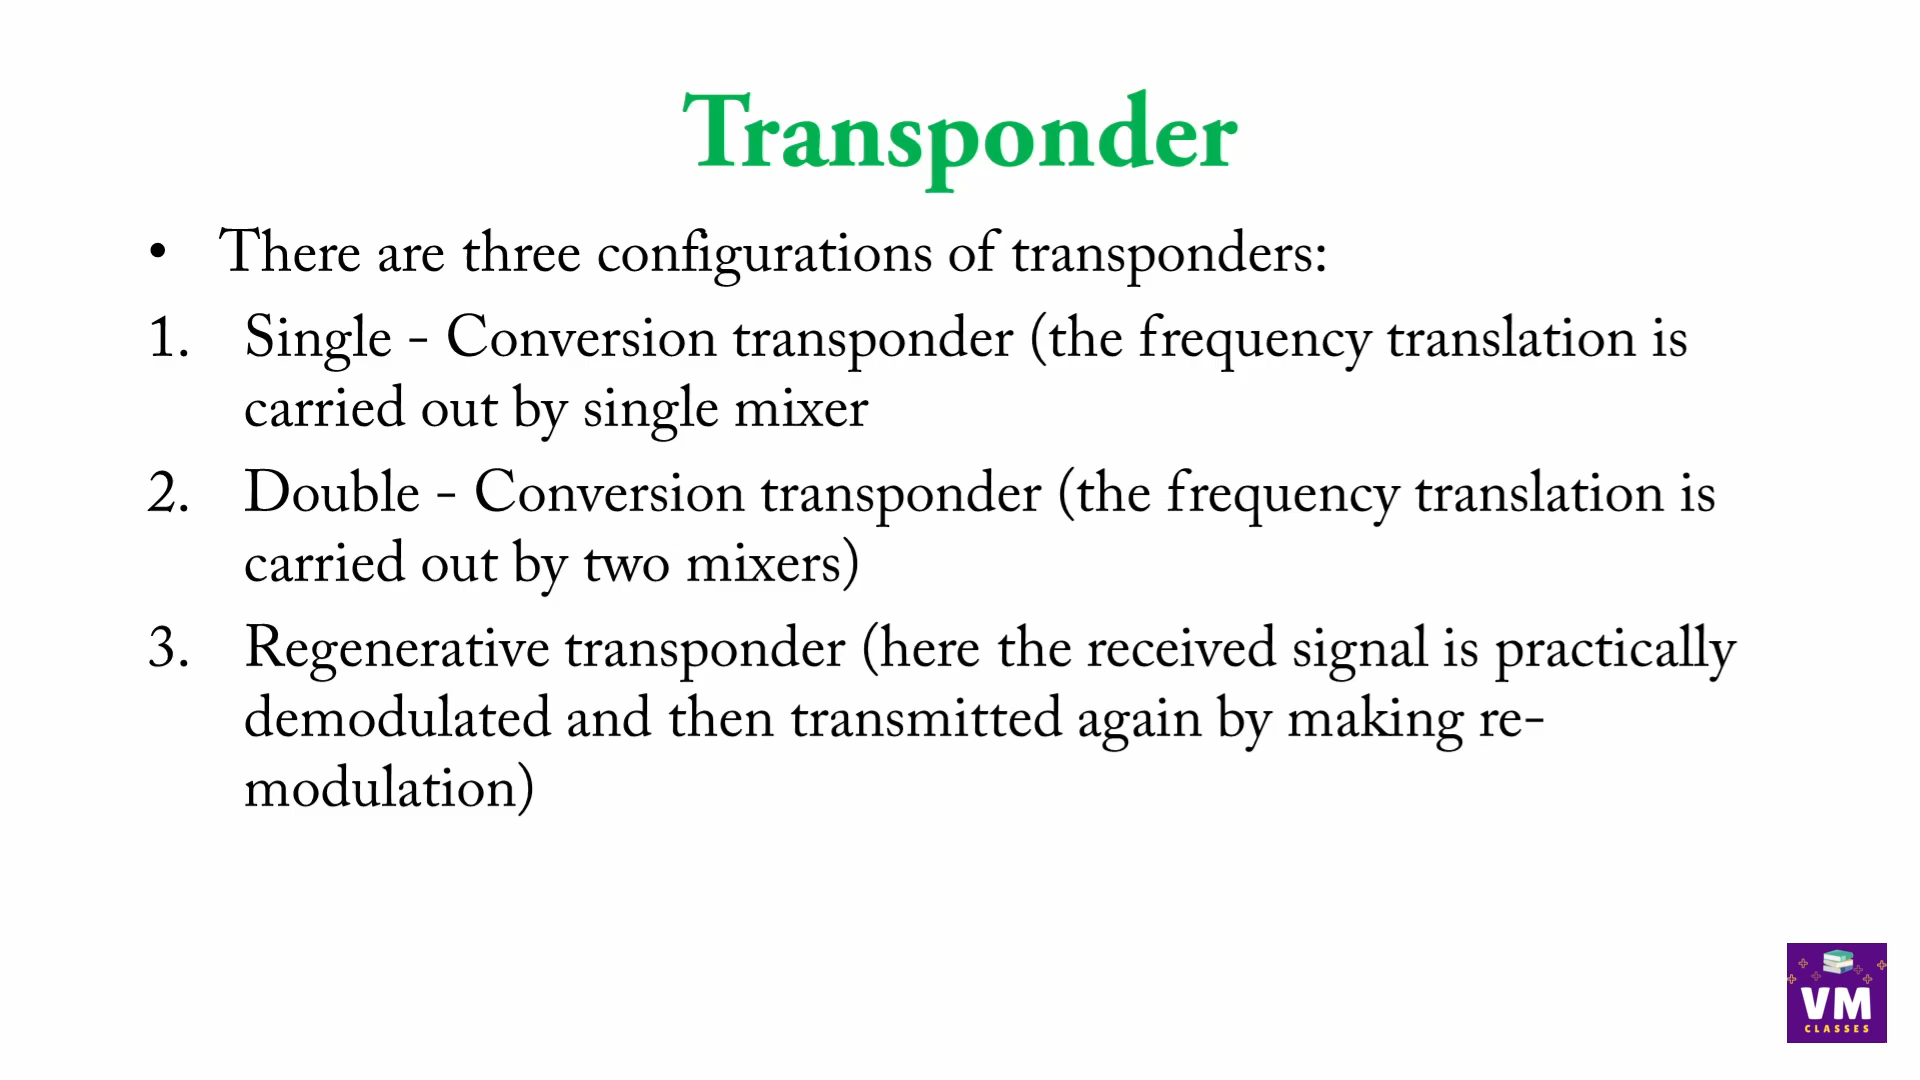 Transponder
• There are three configurations of transponders:
1. Single - Conversion transponder (the frequency translation is
carried out by single mixer
2. Double - Conversion transponder (the frequency translation is
carried out by two mixers)
3. Regenerative transponder (here the received signal is practically
demodulated and then transmitted again by making re-
modulation)
VM
CLASSES